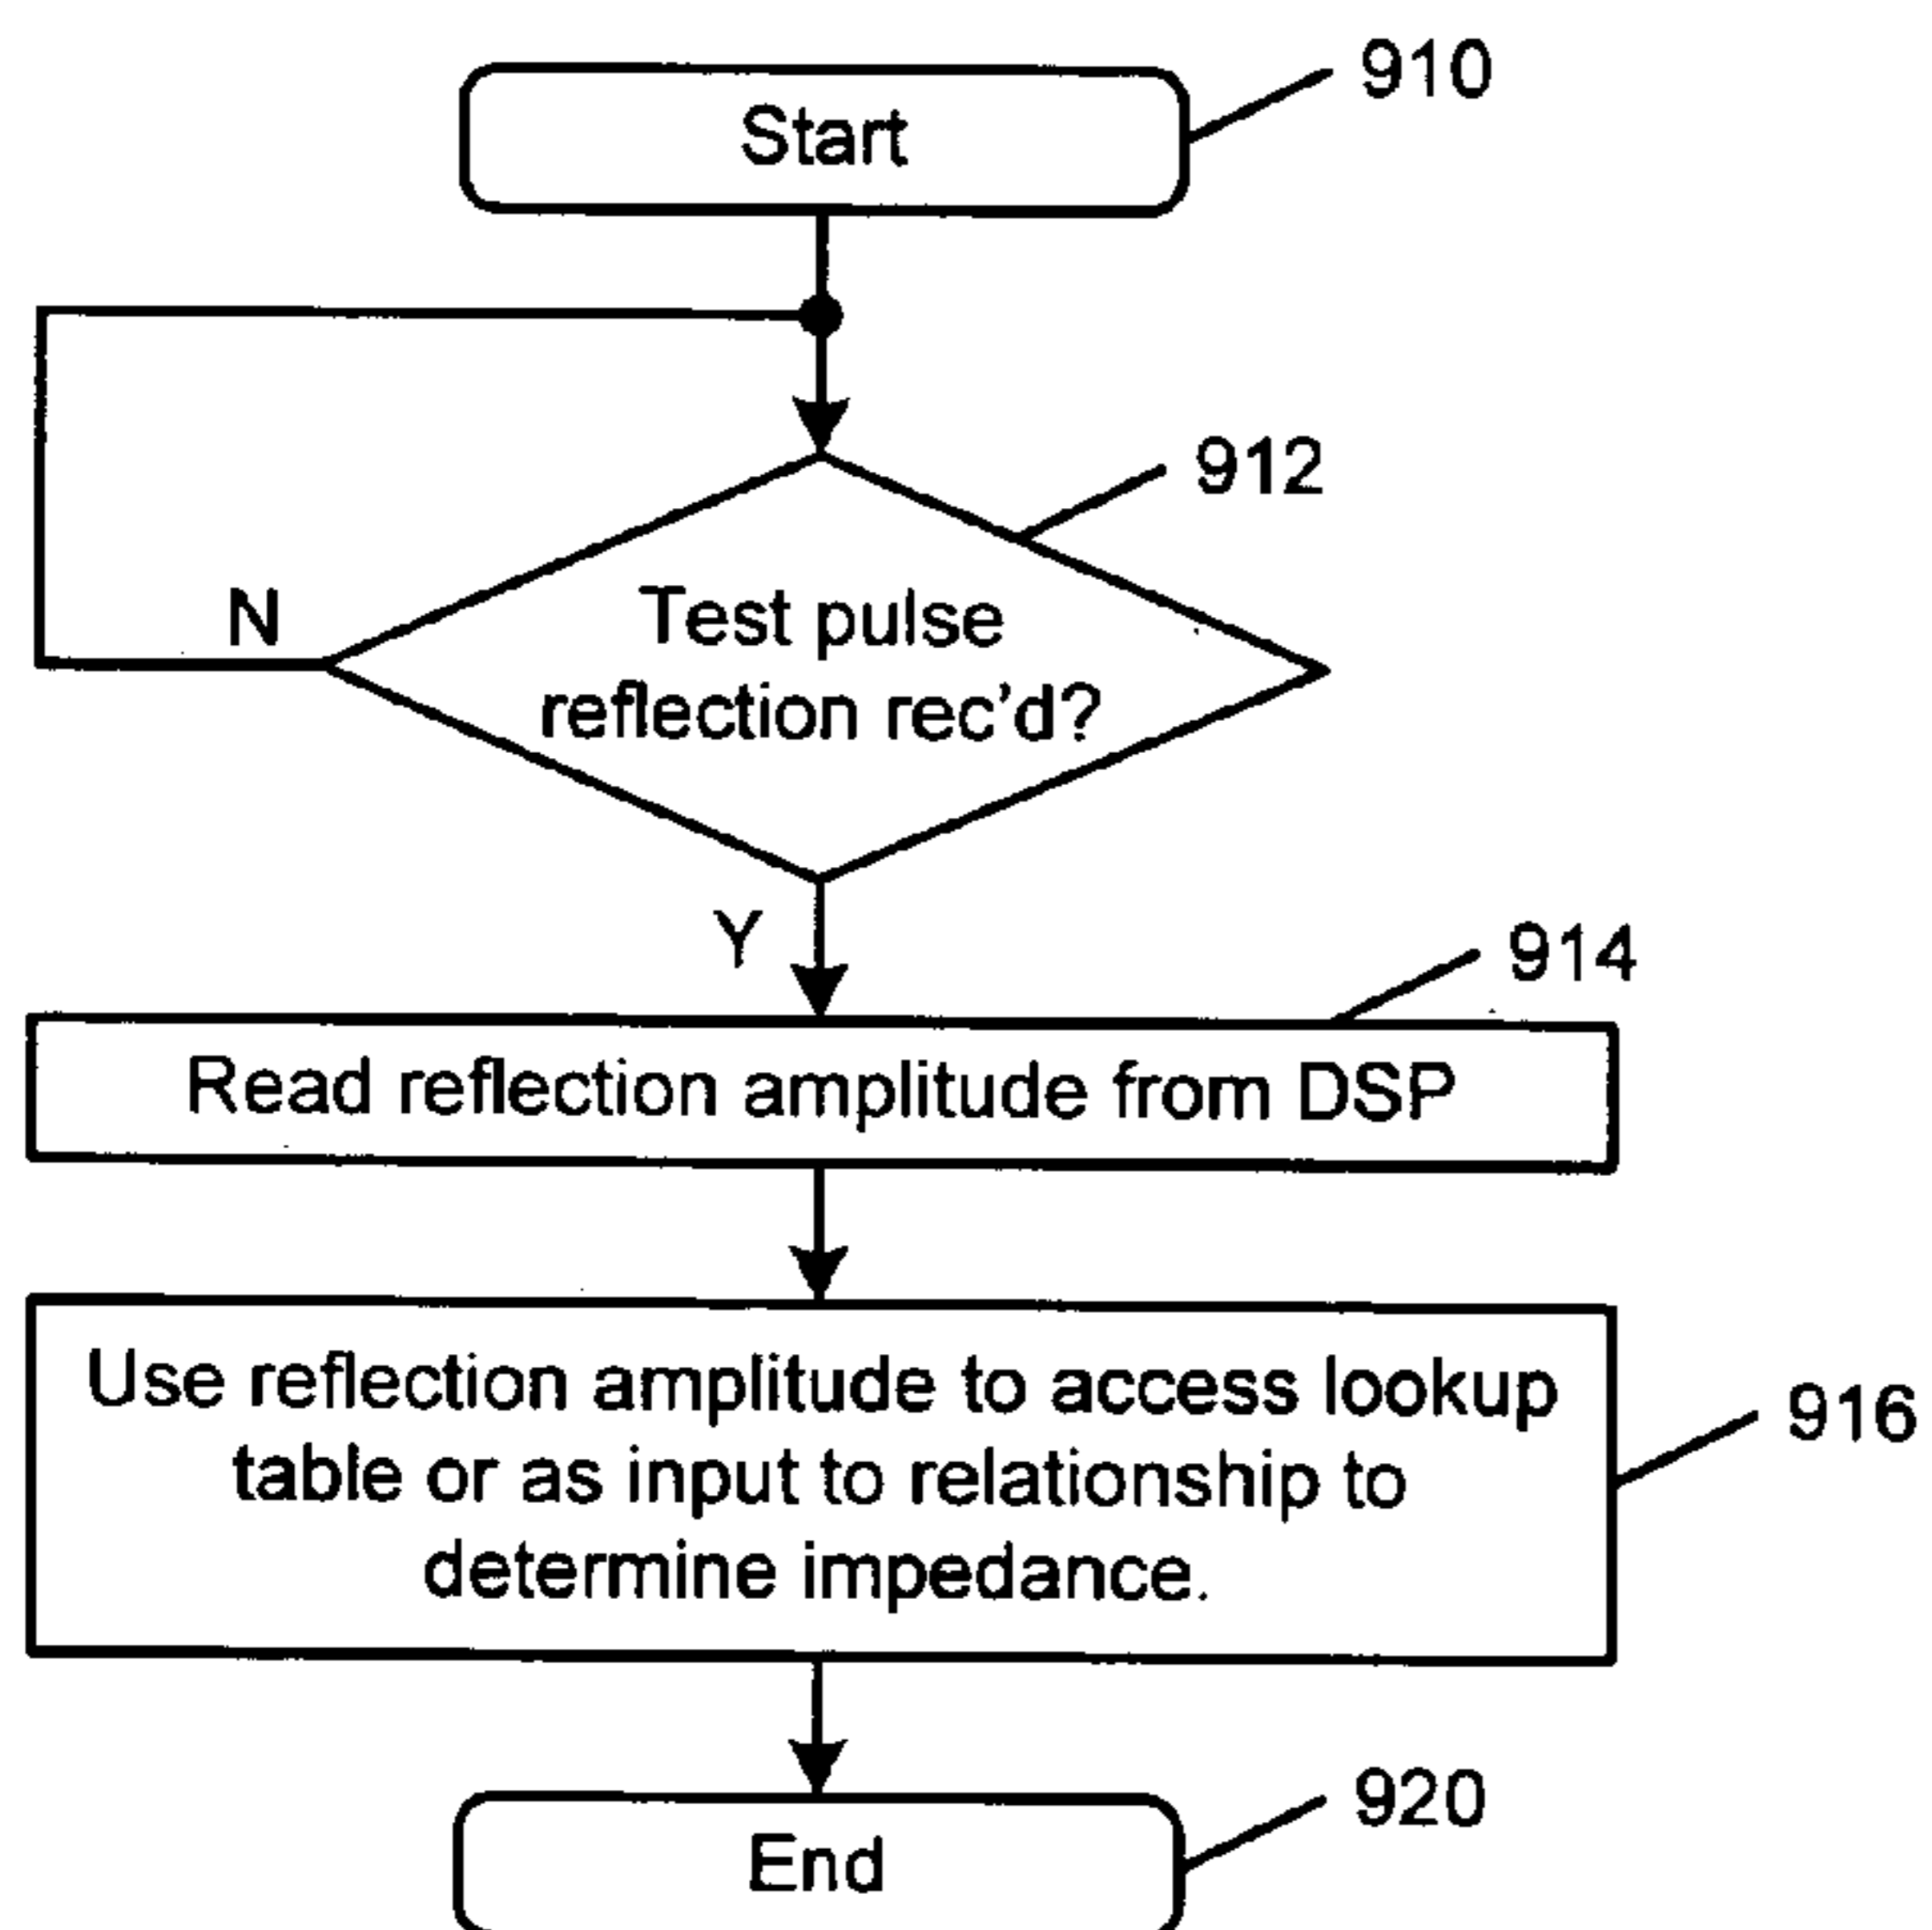 Start
910
912
N
Test pulse
reflection rec'd?
Y
914
Read reflection amplitude from DSP
Use reflection amplitude to access lookup
table or as input to relationship to
determine impedance.
916
920
End